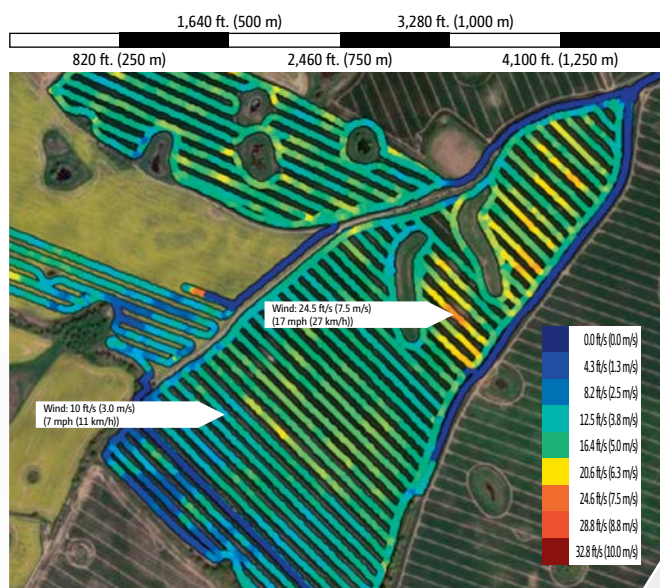 1,640 ft. (500 m)
3,280 ft. (1,000 m)
820 ft. (250 m)
2,460 ft. (750 m)
4,100 ft. (1,250 m)
Wind: 24.5 ft/s (7.5 m/s)
(17 mph (27 km/h))
Wind: 10 ft/s (3.0 m/s)
(7 mph (11 km/h))
0.0 ft/s (0.0 m/s)
4.3 ft/s (1.3 m/s)
8.2 ft/s (2.5 m/s)
12.5 ft/s (3.8 m/s)
16.4 ft/s (5.0 m/s)
20.6 ft/s (6.3 m/s)
24.6 ft/s (7.5 m/s)
28.8 ft/s (8.8 m/s)
32.8 ft/s (10.0 m/s)